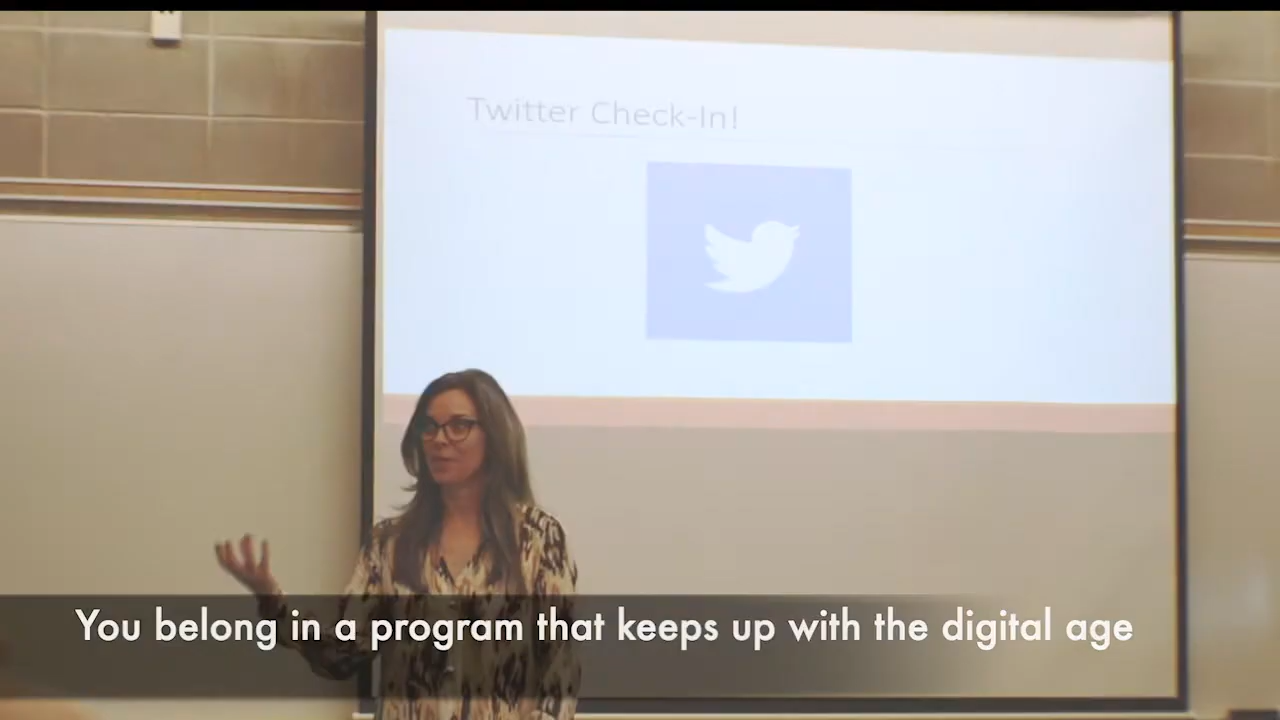 Twitter Check-In!
You belong in a program that keeps up with the digital age